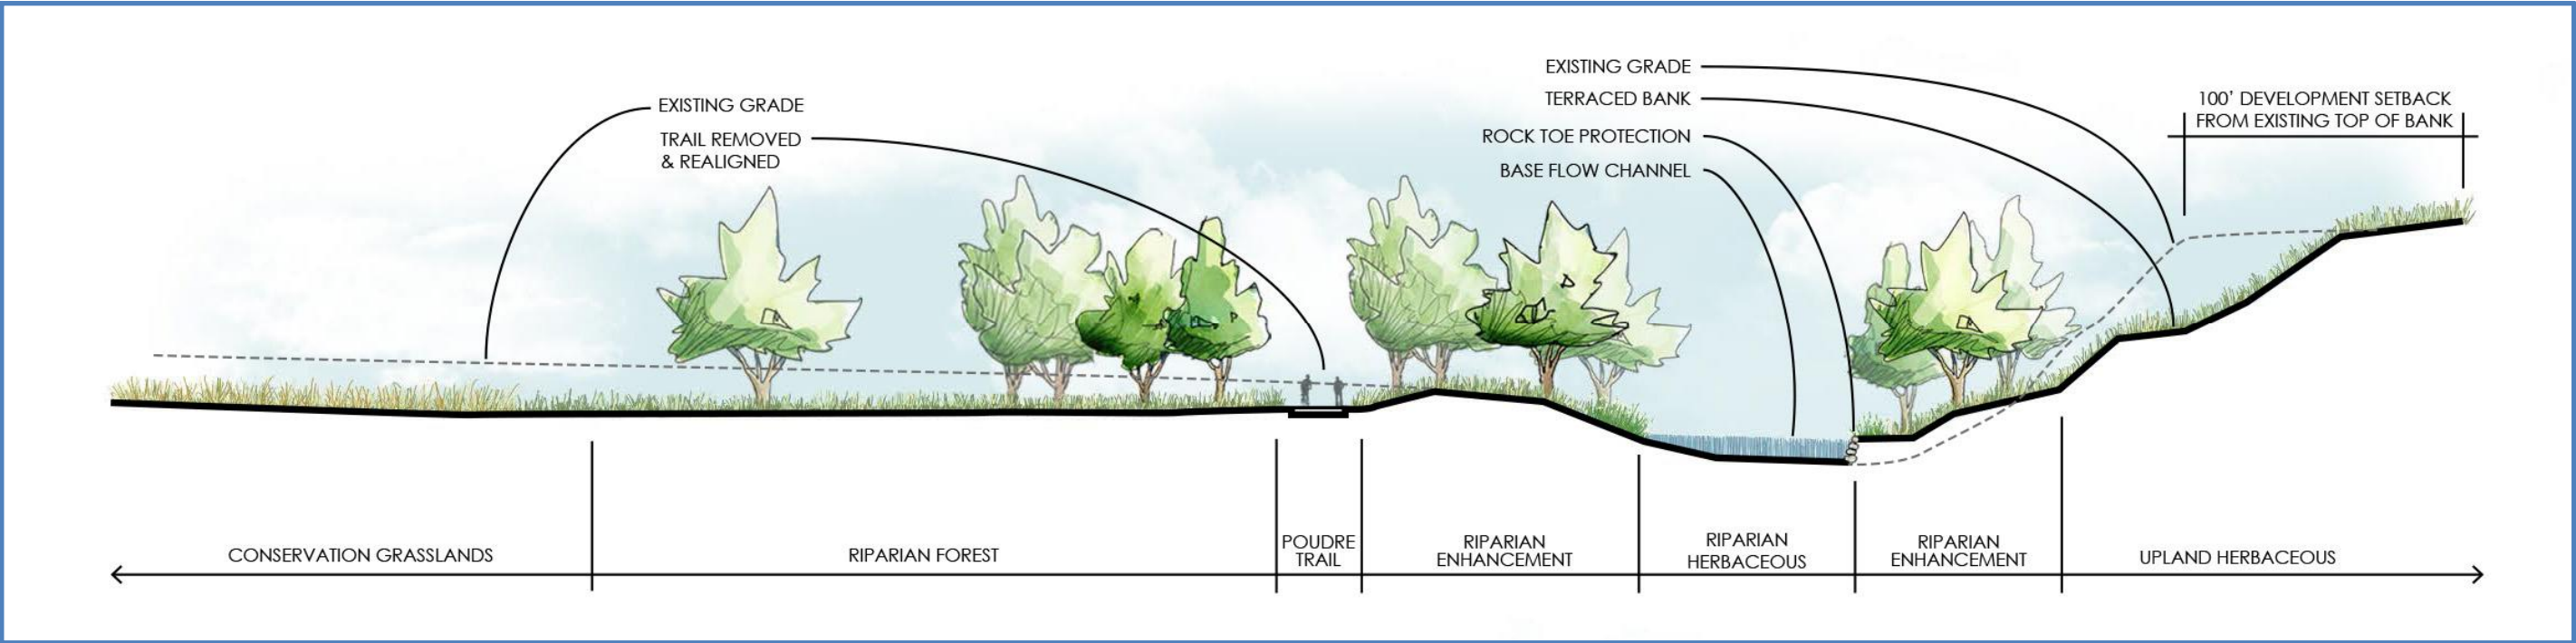 EXISTING GRADE
TRAIL REMOVED
& REALIGNED
EXISTING GRADE
TERRACED BANK
ROCK TOE PROTECTION
BASE FLOW CHANNEL
100’ DEVELOPMENT SETBACK
FROM EXISTING TOP OF BANK
CONSERVATION GRASSLANDS
RIPARIAN FOREST
POUDRE
TRAIL
RIPARIAN
ENHANCEMENT
RIPARIAN
HERBACEOUS
RIPARIAN
ENHANCEMENT
UPLAND HERBACEOUS